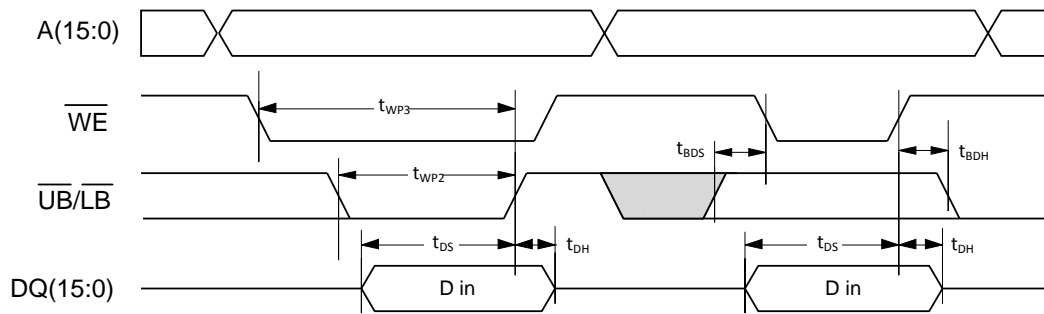 A(15:0)
WE
tWP3
tBDS
tBDH
UB/LB
tWP2
tDS
tDH
tDS
tDH
DQ(15:0)
D in
D in